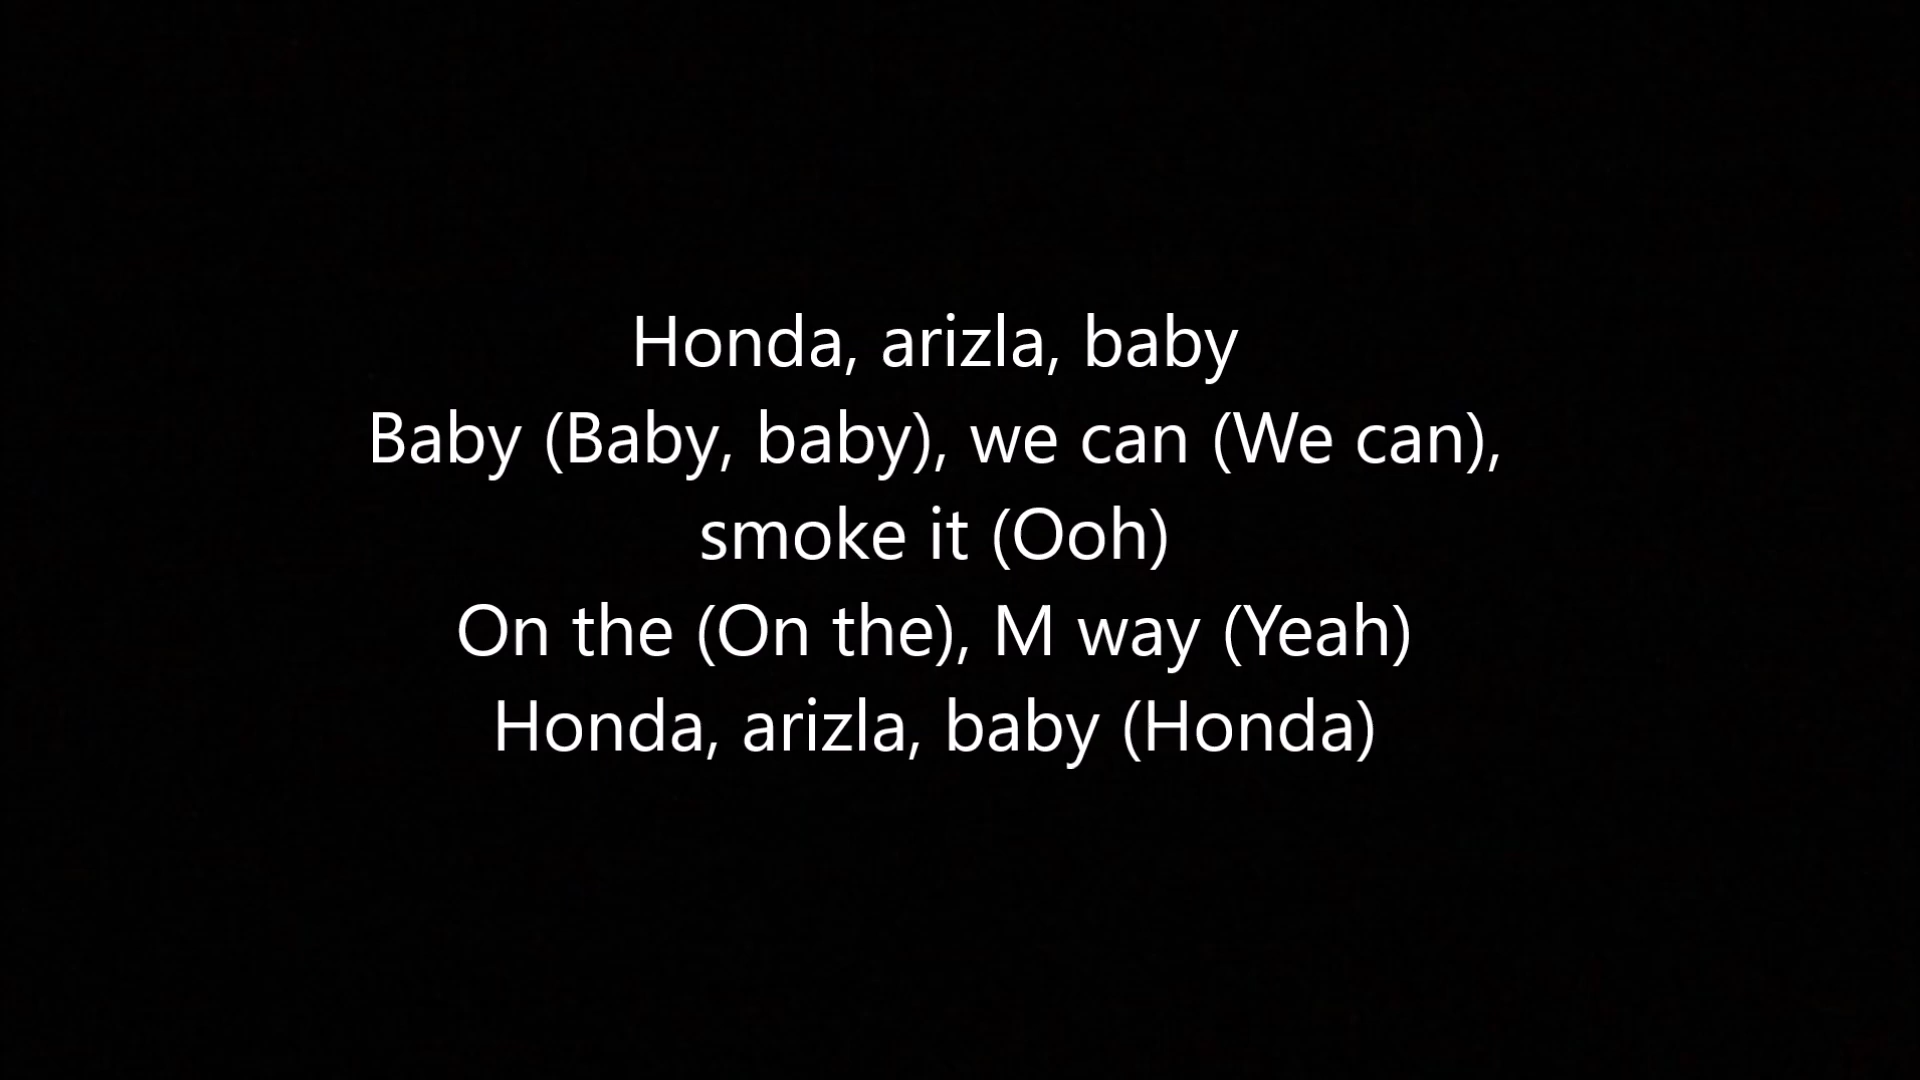 Honda, arizla, baby
Baby (Baby, baby), we can (We can),
smoke it (Ooh)
On the (On the), M way (Yeah)
Honda, arizla, baby (Honda)